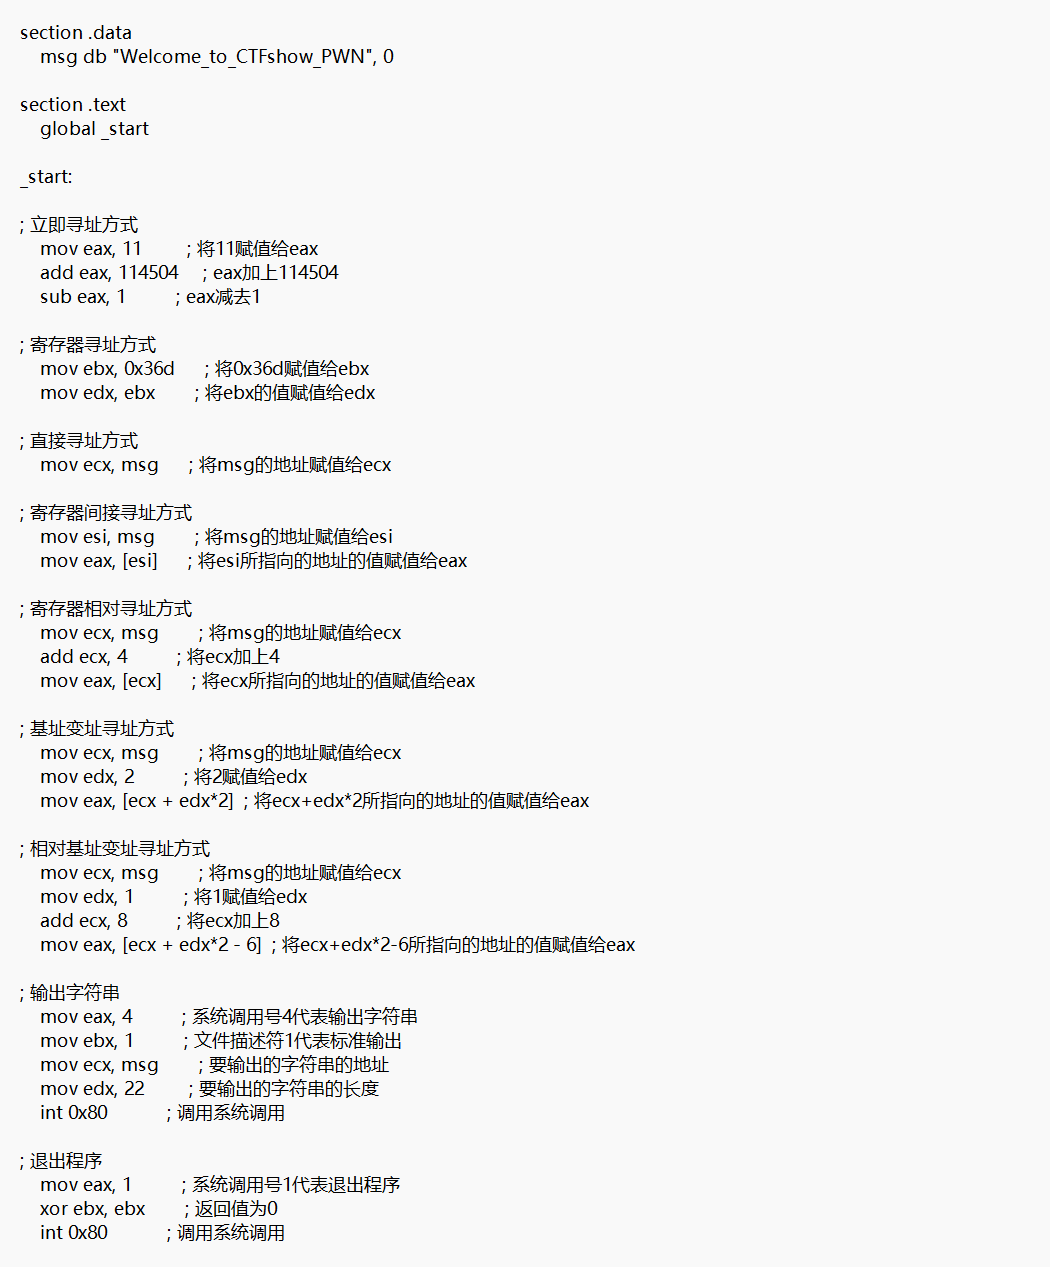 section .data
    msg db "Welcome_to_CTFshow_PWN", 0

section .text
    global _start

_start:

; 立即寻址方式
    mov eax, 11         ; 将11赋值给eax
    add eax, 114504     ; eax加上114504
    sub eax, 1          ; eax减去1

; 寄存器寻址方式
    mov ebx, 0x36d      ; 将0x36d赋值给ebx
    mov edx, ebx        ; 将ebx的值赋值给edx

; 直接寻址方式
    mov ecx, msg      ; 将msg的地址赋值给ecx

; 寄存器间接寻址方式
    mov esi, msg        ; 将msg的地址赋值给esi
    mov eax, [esi]      ; 将esi所指向的地址的值赋值给eax

; 寄存器相对寻址方式
    mov ecx, msg        ; 将msg的地址赋值给ecx
    add ecx, 4          ; 将ecx加上4
    mov eax, [ecx]      ; 将ecx所指向的地址的值赋值给eax

; 基址变址寻址方式
    mov ecx, msg        ; 将msg的地址赋值给ecx
    mov edx, 2          ; 将2赋值给edx
    mov eax, [ecx + edx*2]  ; 将ecx+edx*2所指向的地址的值赋值给eax

; 相对基址变址寻址方式
    mov ecx, msg        ; 将msg的地址赋值给ecx
    mov edx, 1          ; 将1赋值给edx
    add ecx, 8          ; 将ecx加上8
    mov eax, [ecx + edx*2 - 6]  ; 将ecx+edx*2-6所指向的地址的值赋值给eax

; 输出字符串
    mov eax, 4          ; 系统调用号4代表输出字符串
    mov ebx, 1          ; 文件描述符1代表标准输出
    mov ecx, msg        ; 要输出的字符串的地址
    mov edx, 22         ; 要输出的字符串的长度
    int 0x80            ; 调用系统调用

; 退出程序
    mov eax, 1          ; 系统调用号1代表退出程序
    xor ebx, ebx        ; 返回值为0
    int 0x80            ; 调用系统调用